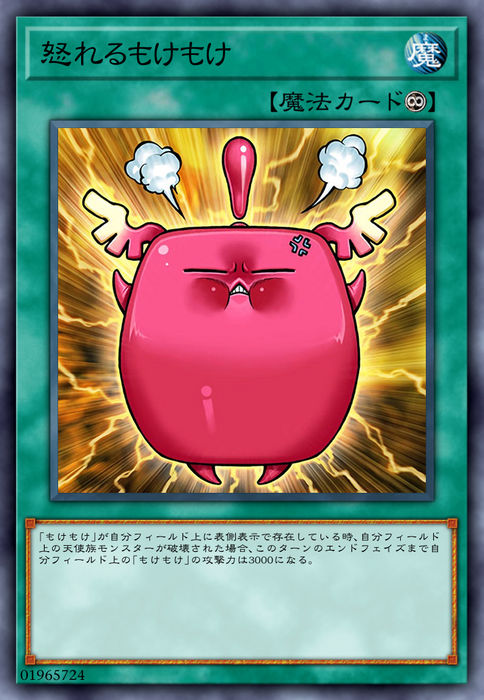 怒れるもけもけ
魔
【魔法カード】
「もけもけ」が自分フィールド上に表側表示で存在している時、自分フィールド
上の天使族モンスターが破壊された場合、このターンのエンドフェイズまで自
分フィールド上の「もけもけ」の攻撃力は3000になる。
01965724